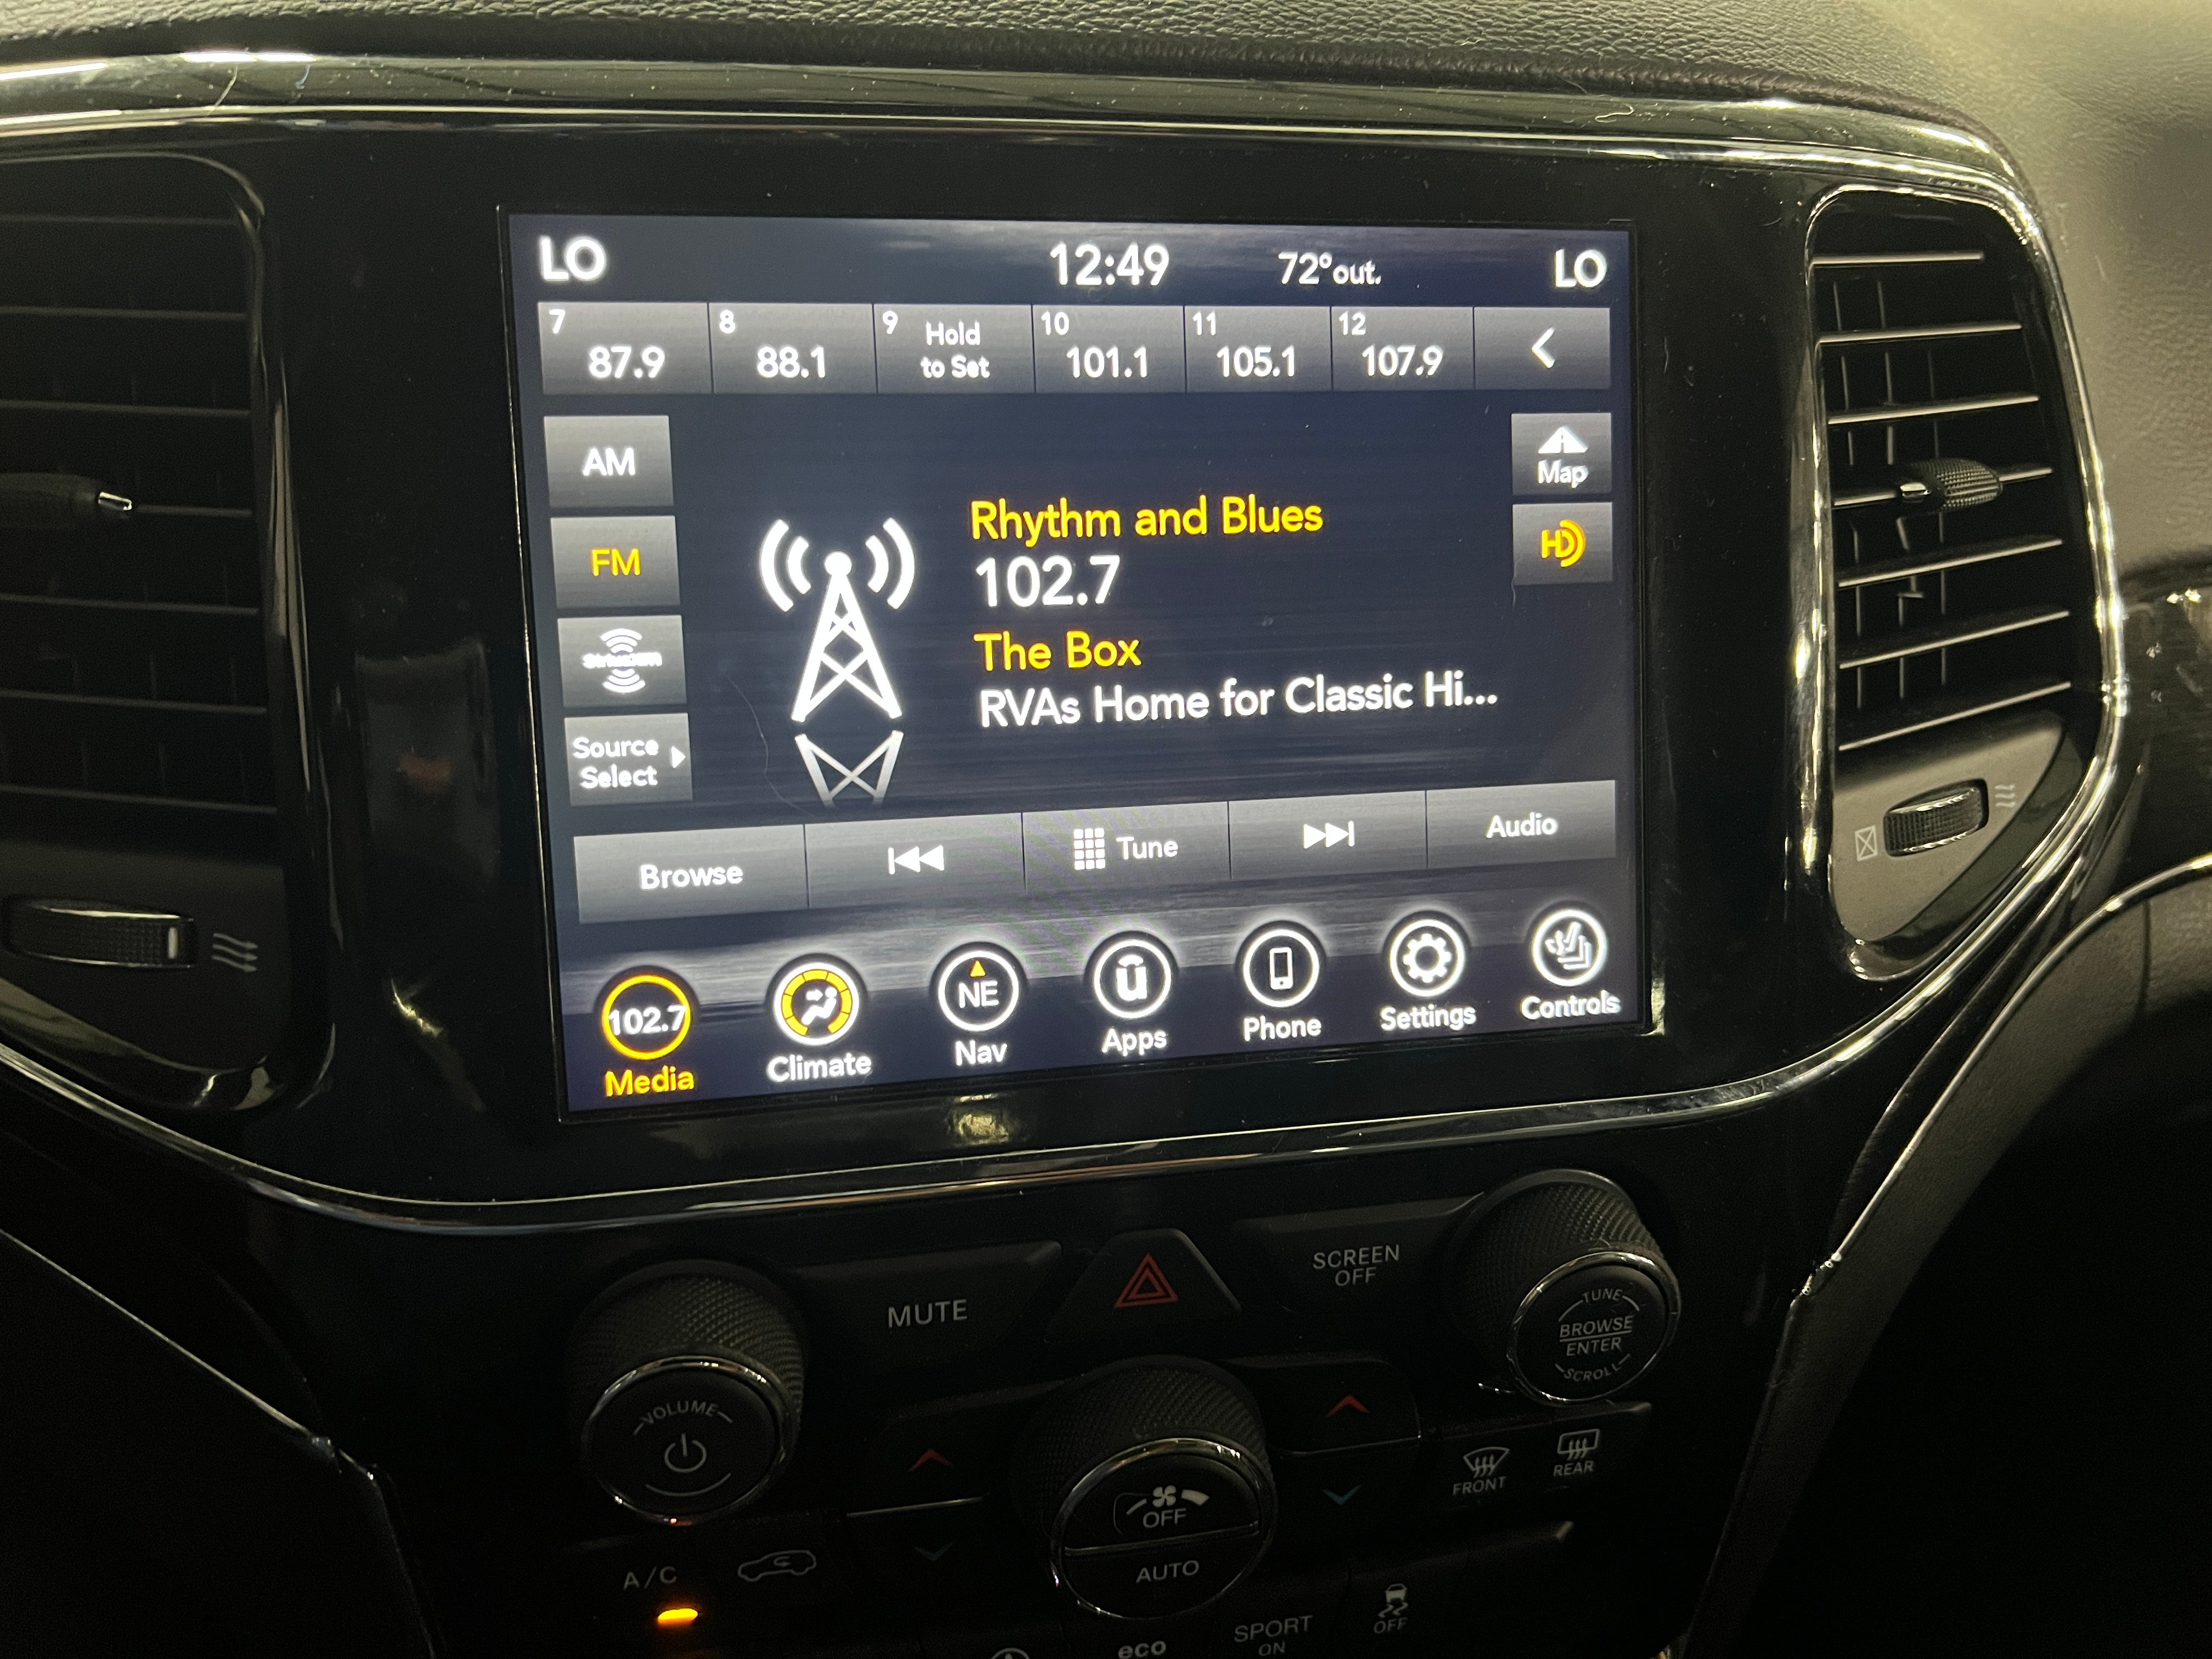 LO 12:49 72°out. LO
7 8 9 Hold 10 11 12
87.9 88.1 to Set 101.1 105.1 107.9
AM
Map
Rhythm and Blues
HD
FM
102.7
The Box
SiriusXM
RVAs Home for Classic Hi...
Source
Select
Browse Tune Audio
102.7 NE ū
Media Climate Nav Apps Phone Settings Controls
SCREEN
OFF
MUTE
TUNE
BROWSE
ENTER
SCROLL
VOLUME
FRONT REAR
OFF
AUTO
A/C
OFF
SPORT
ON
eco